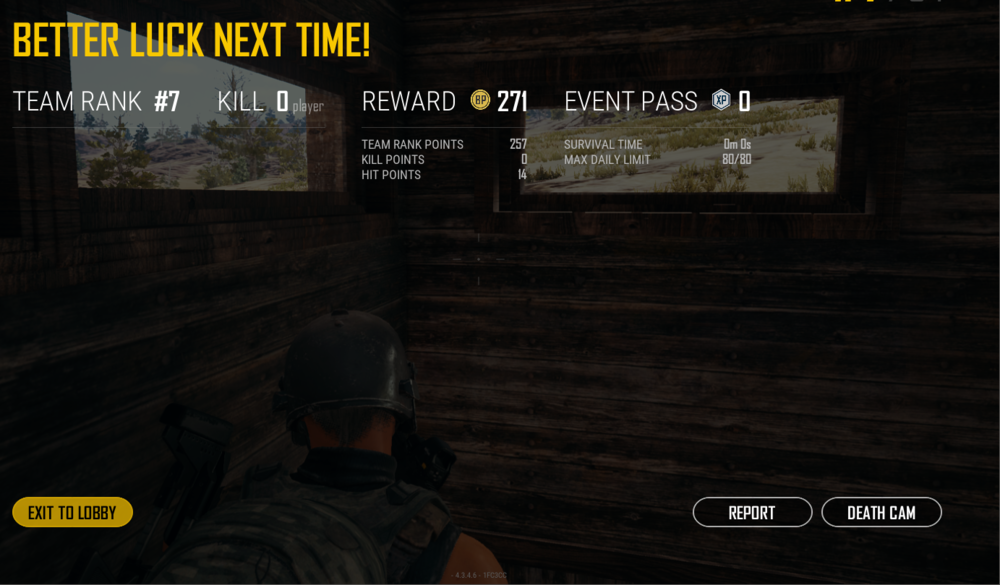 BETTER LUCK NEXT TIME!
TEAM RANK #7 KILL 0 player REWARD BP 271 EVENT PASS XP 0
TEAM RANK POINTS 257 SURVIVAL TIME 0m 0s
KILL POINTS 0 MAX DAILY LIMIT 80/80
HIT POINTS 14
EXIT TO LOBBY REPORT DEATH CAM